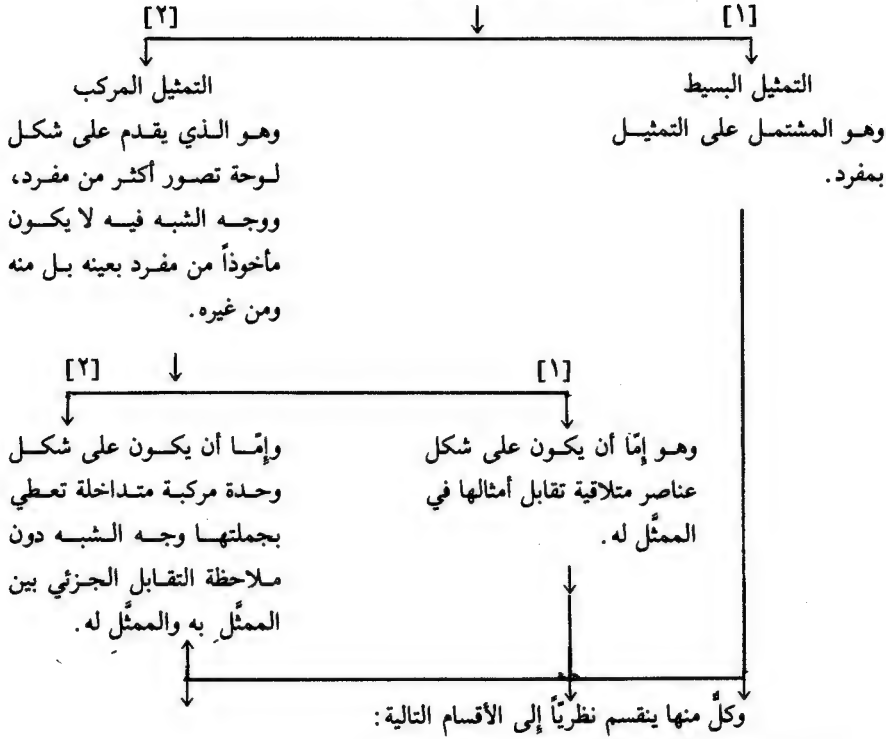 [١]
[٢]
التمثيل البسيط
وهو المشتمل على التمثيل
بمفرد.
التمثيل المركب
وهو الذي يقدم على شكل
لوحة تصور أكثر من مفرد،
ووجه الشبه فيه لا يكون
مأخوذاً من مفرد بعينه بل منه
ومن غيره.
[١]
[٢]
وهو إِمّا أن يكون على شكل
عناصر متلاقية تقابل أمثالها في
الممثَّل له.
وإِمّا أن يكون على شكل
وحدة مركبة متداخلة تعطي
بجملتها وجه الشبه دون
ملاحظة التقابل الجزئي بين
الممثَّل به والممثَّل له.
وكلٌّ منها ينقسم نظريّاً إِلى الأقسام التالية: